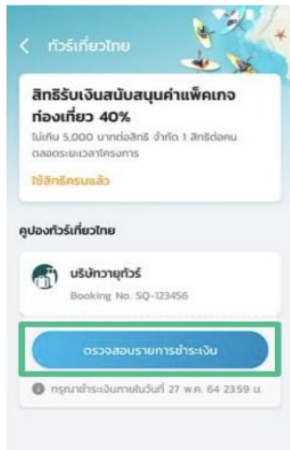 ทัวร์เที่ยวไทย
สิทธิรับเงินสนับสนุนค่าแพ็คเกจ
ท่องเที่ยว 40%
ไม่เกิน 5,000 บาทต่อสิทธิ จำกัด 1 สิทธิต่อคน
ตลอดระยะเวลาโครงการ
ใช้สิทธิครบแล้ว
คูปองทัวร์เที่ยวไทย
บริษัทวายุทัวร์
Booking No. SQ-123456
ตรวจสอบรายการชำระเงิน
กรุณาชำระเงินภายในวันที่ 27 พ.ค. 64 23:59 น.